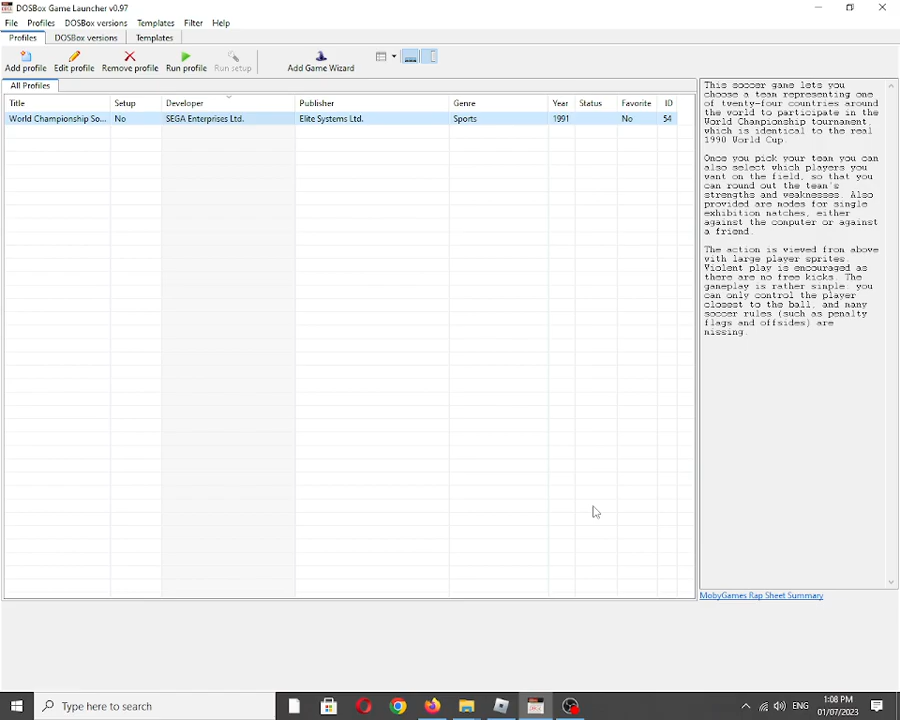 DOSBox Game Launcher v0.97
File Profiles DOSBox versions Templates Filter Help
Profiles DOSBox versions Templates
Add profile Edit profile Remove profile Run profile Run setup Add Game Wizard
All Profiles
Title Setup Developer Publisher Genre Year Status Favorite ID
World Championship So... No SEGA Enterprises Ltd. Elite Systems Ltd. Sports 1991 No 54
This soccer game lets you
choose a team representing one
of twenty-four countries around
the world to participate in the
World Championship tournament,
which is identical to the real
1990 World Cup.
Once you pick your team you can
also select which players you
want on the field, so that you
can round out the team's
strengths and weaknesses. Also
provided are modes for single
exhibition matches, either
against the computer or against
a friend.
The action is viewed from above
with large player sprites.
Violent play is encouraged as
there are no free kicks. The
gameplay is rather simple: you
can only control the player
closest to the ball, and many
soccer rules (such as penalty
flags and offsides) are
missing.
MobyGames Rap Sheet Summary
Type here to search
ENG
1:08 PM
01/07/2023